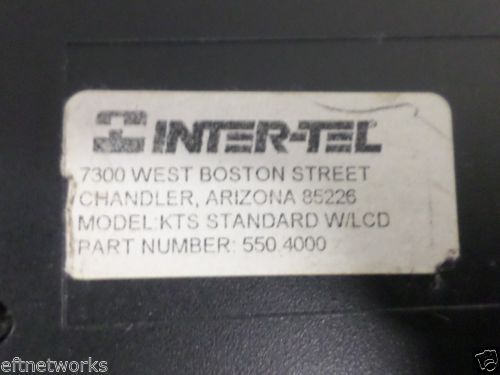 INTER-TEL
7300 WEST BOSTON STREET
CHANDLER, ARIZONA 85226
MODEL:KTS STANDARD W/LCD
PART NUMBER: 550.4000
eftnetworks